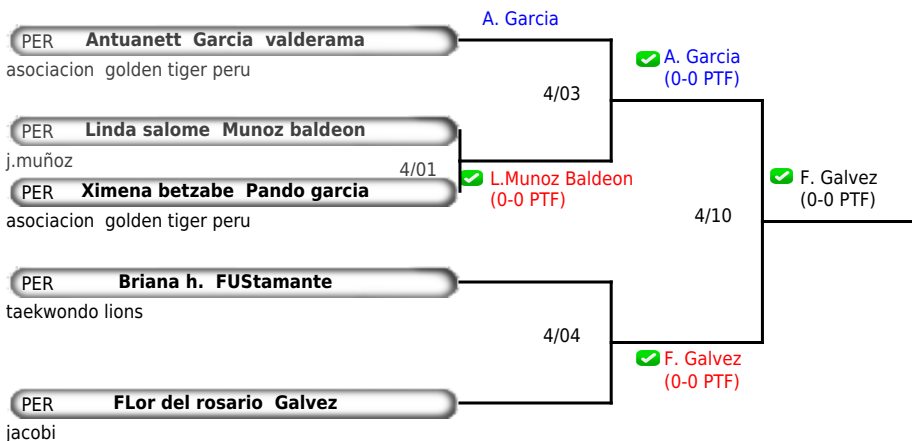 A. Garcia
PER Antuanett Garcia valderama
asociacion golden tiger peru
A. Garcia
(0-0 PTF)
4/03
PER Linda salome Munoz baldeon
j.muñoz
4/01
L.Munoz Baldeon
(0-0 PTF)
PER Ximena betzabe Pando garcia
asociacion golden tiger peru
F. Galvez
(0-0 PTF)
4/10
PER Briana h. FUStamante
taekwondo lions
4/04
F. Galvez
(0-0 PTF)
PER FLor del rosario Galvez
jacobi